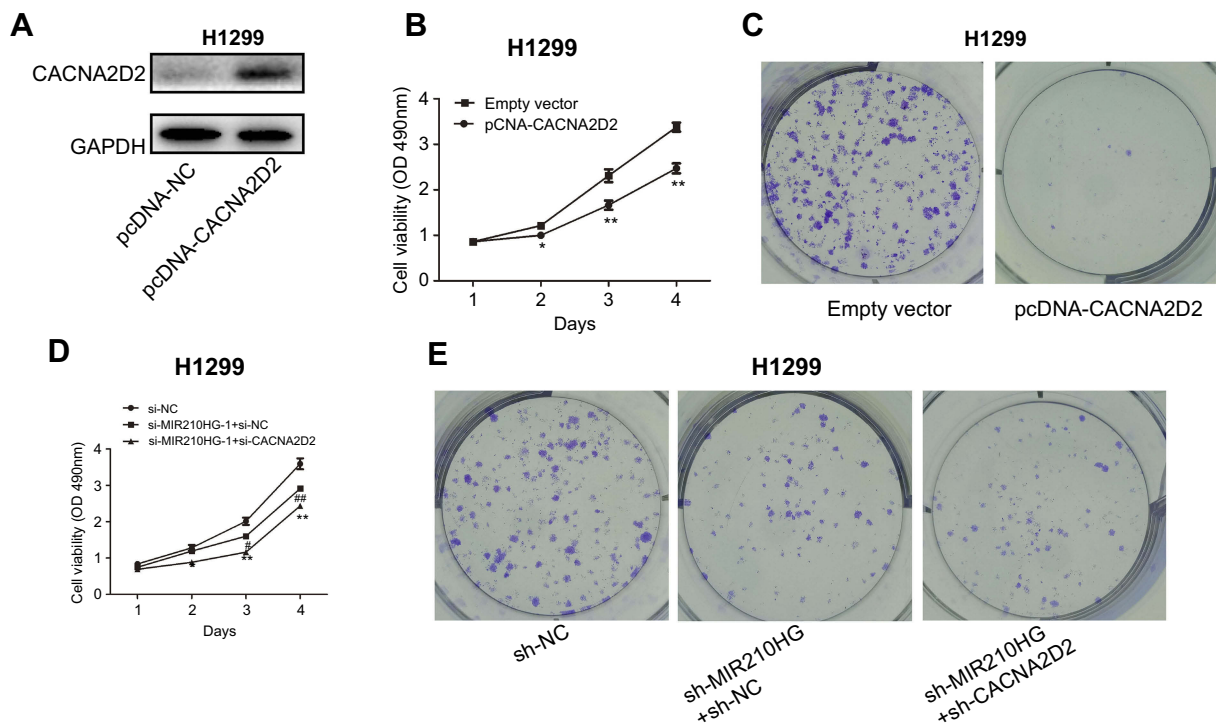 A
H1299
CACNA2D2
GAPDH
pcDNA-NC
pcDNA-CACNA2D2
B
H1299
Cell viability (OD 490nm)
4
3
2
1
0
Empty vector
pCNA-CACNA2D2
*
**
**
1 2 3 4
Days
C
H1299
Empty vector
pcDNA-CACNA2D2
D
H1299
si-NC
si-MIR210HG-1+si-NC
si-MIR210HG-1+si-CACNA2D2
Cell viability (OD 490nm)
4
3
2
1
0
*
#
**
##
**
1 2 3 4
Days
E
H1299
sh-NC
sh-MIR210HG
+sh-NC
sh-MIR210HG
+sh-CACNA2D2